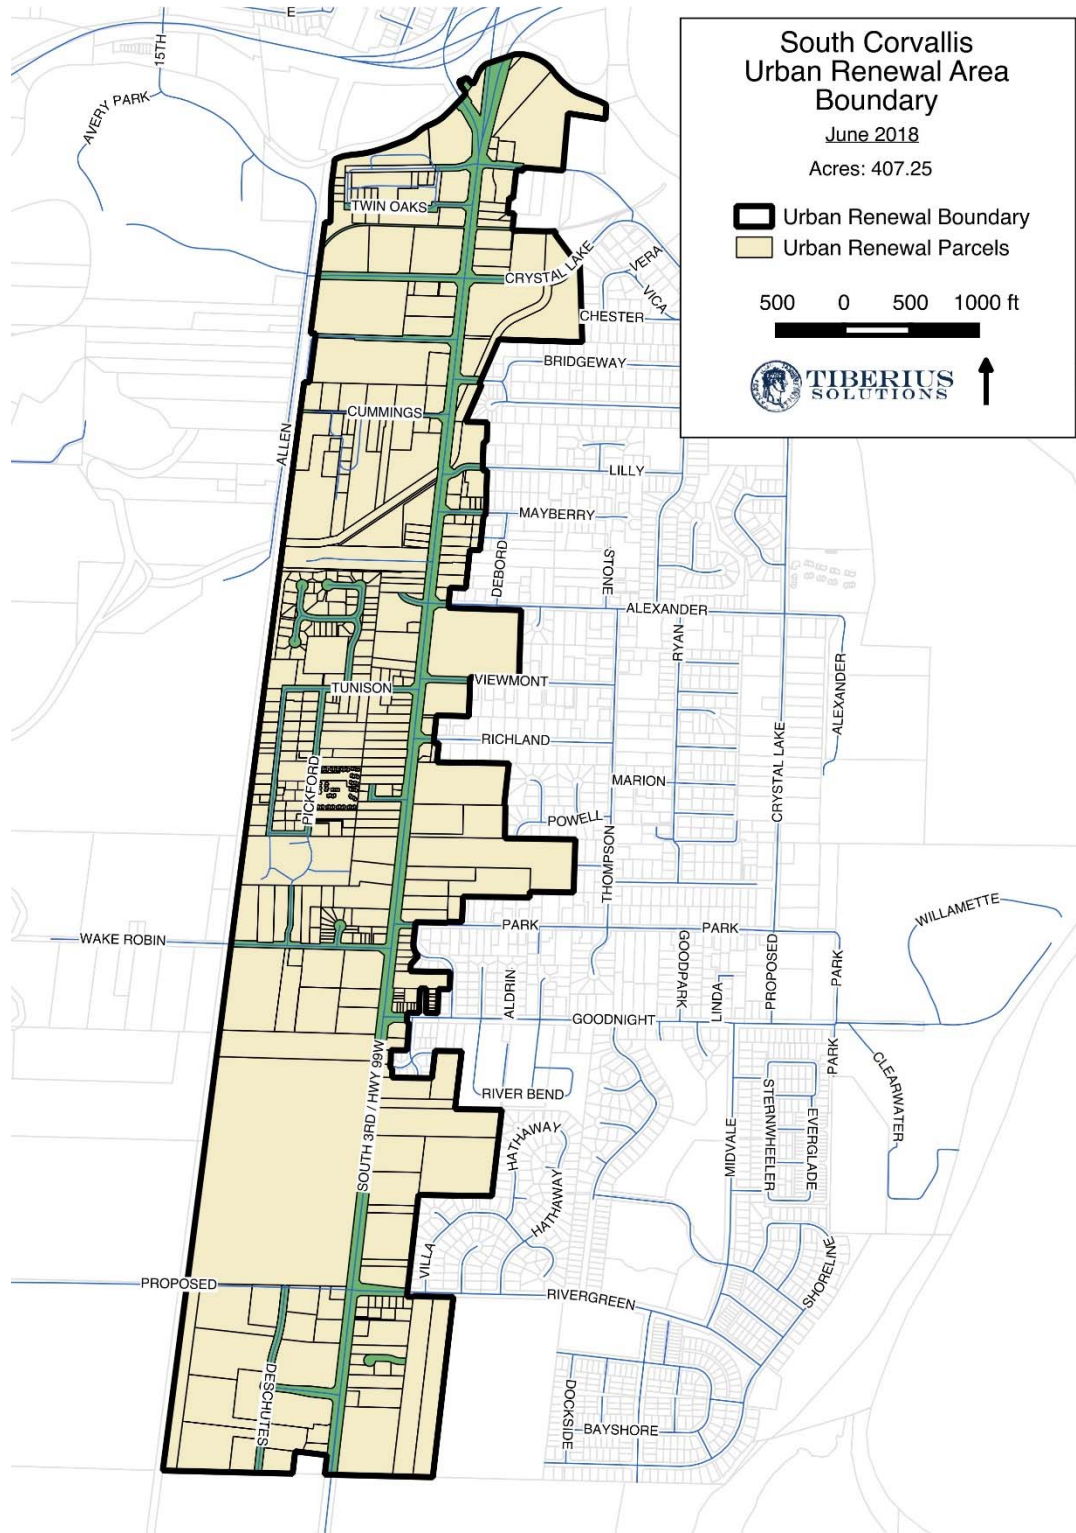 E
15TH
AVERY PARK
South Corvallis
Urban Renewal Area
Boundary
June 2018
Acres: 407.25
Urban Renewal Boundary
Urban Renewal Parcels
500 0 500 1000 ft
TIBERIUS
SOLUTIONS
TWIN OAKS
CRYSTAL LAKE
VERA
VICA
CHESTER
BRIDGEWAY
CUMMINGS
ALLEN
LILLY
MAYBERRY
DEBORD
STONE
ALEXANDER
RYAN
ALEXANDER
VIEWMONT
TUNISON
RICHLAND
CRYSTAL LAKE
MARION
PICKFORD
POWELL
THOMPSON
WILLAMETTE
PARK
PARK
WAKE ROBIN
GOODPARK
PROPOSED
PARK
ALDRIN
LINDA
GOODNIGHT
PARK
CLEARWATER
SOUTH 3RD / HWY 99W
RIVER BEND
STERNWHEELER
EVERGLADE
MIDVALE
HATHAWAY
HATHAWAY
VILLA
SHORELINE
PROPOSED
RIVERGREEN
DESCHUTES
DOCKSIDE
BAYSHORE